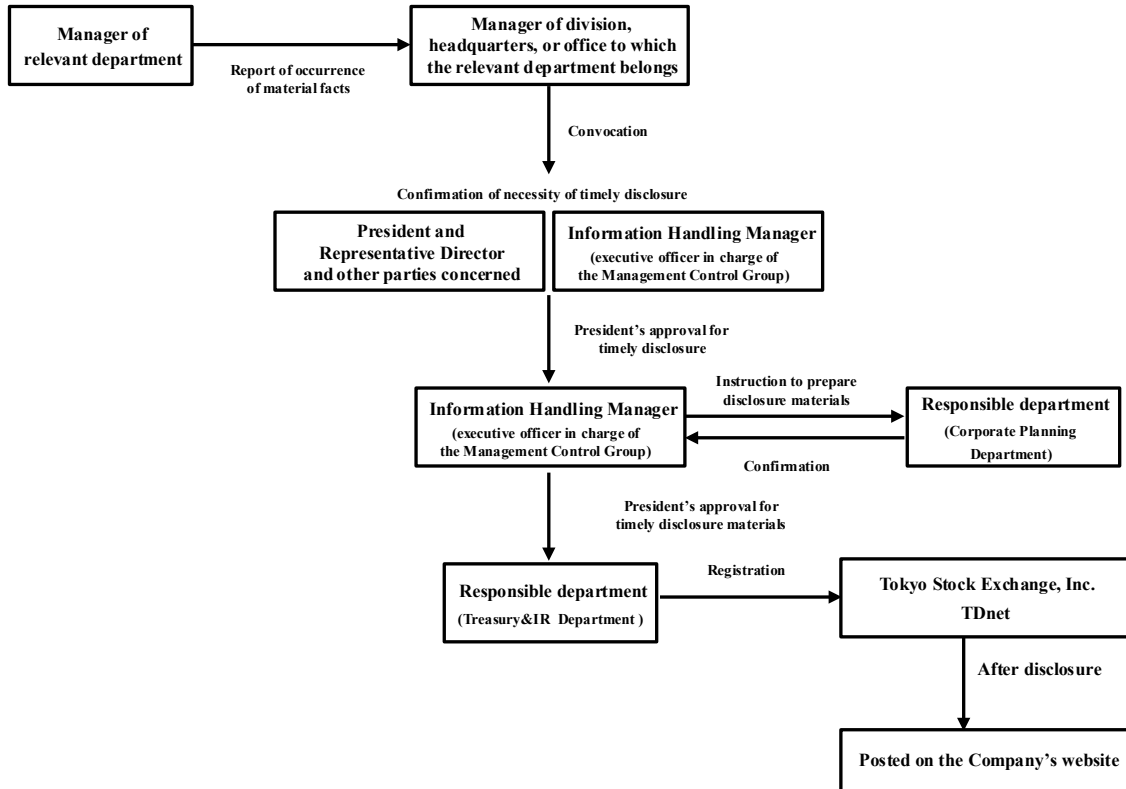 Manager of
relevant department
Report of occurrence
of material facts
Manager of division,
headquarters, or office to which
the relevant department belongs
Convocation
Confirmation of necessity of timely disclosure
President and
Representative Director
and other parties concerned
Information Handling Manager
(executive officer in charge of
the Management Control Group)
President’s approval for
timely disclosure
Information Handling Manager
(executive officer in charge of
the Management Control Group)
Instruction to prepare
disclosure materials
Confirmation
Responsible department
(Corporate Planning
Department)
President’s approval for
timely disclosure materials
Responsible department
(Treasury&IR Department )
Registration
Tokyo Stock Exchange, Inc.
TDnet
After disclosure
Posted on the Company’s website